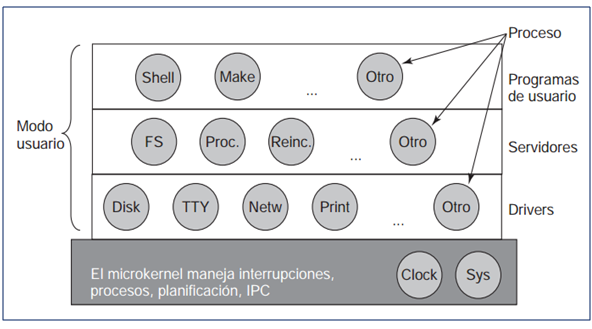 Proceso
Shell
Make
...
Otro
Programas
de usuario
Modo
usuario
FS
Proc.
Reinc.
...
Otro
Servidores
Disk
TTY
Netw
Print
...
Otro
Drivers
El microkernel maneja interrupciones,
procesos, planificación, IPC
Clock
Sys